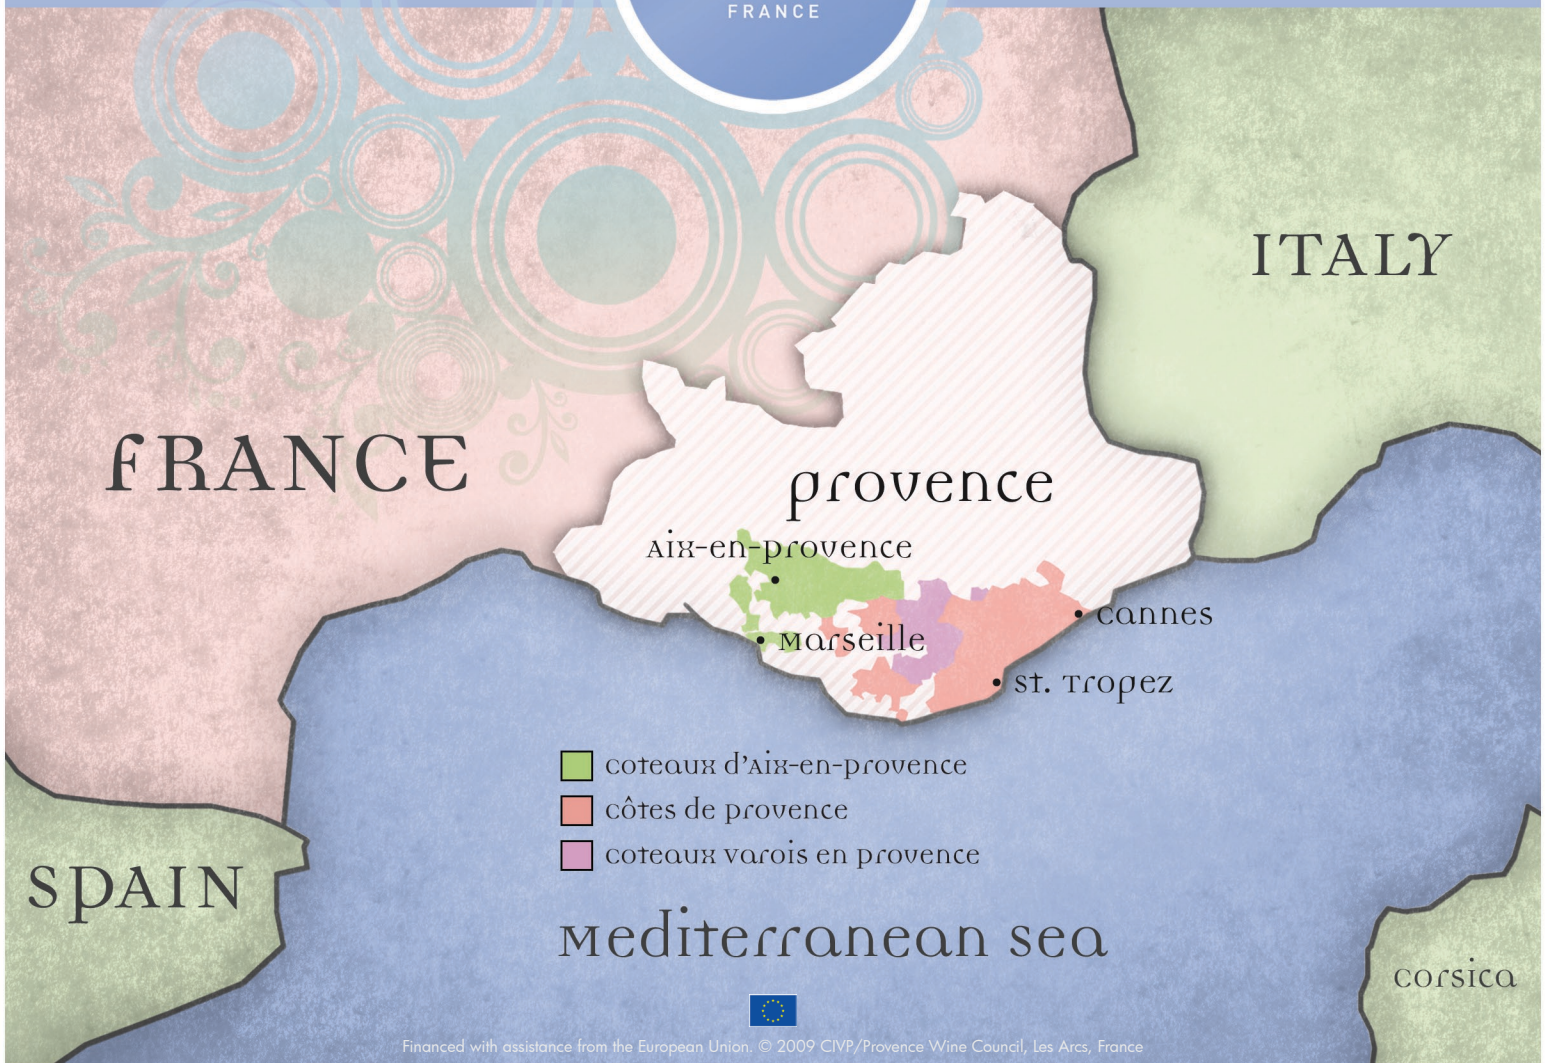 FRANCE
ITALY
FRANCE
provence
Aix-en-provence
cannes
Marseille
st. Tropez
coteaux d'Aix-en-provence
côtes de provence
coteaux varois en provence
SPAIN
Mediterranean sea
corsica
Financed with assistance from the European Union. © 2009 CIVP/Provence Wine Council, Les Arcs, France